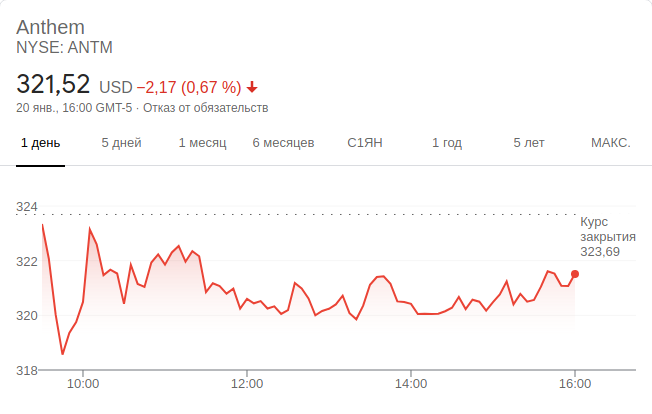 Anthem
NYSE: ANTM
321,52 USD −2,17 (0,67 %)
20 янв., 16:00 GMT-5 · Отказ от обязательств
1 день 5 дней 1 месяц 6 месяцев С1ЯН 1 год 5 лет МАКС.
324
Курс
закрытия
323,69
322
320
318
10:00 12:00 14:00 16:00